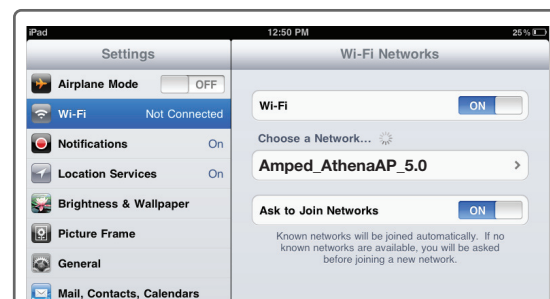 iPad 12:50 PM 25%
Settings
Wi-Fi Networks
Airplane Mode OFF
Wi-Fi Not Connected
Notifications On
Location Services On
Brightness & Wallpaper
Picture Frame
General
Mail, Contacts, Calendars
Wi-Fi ON
Choose a Network...
Amped_AthenaAP_5.0
Ask to Join Networks ON
Known networks will be joined automatically. If no
known networks are available, you will be asked
before joining a new network.